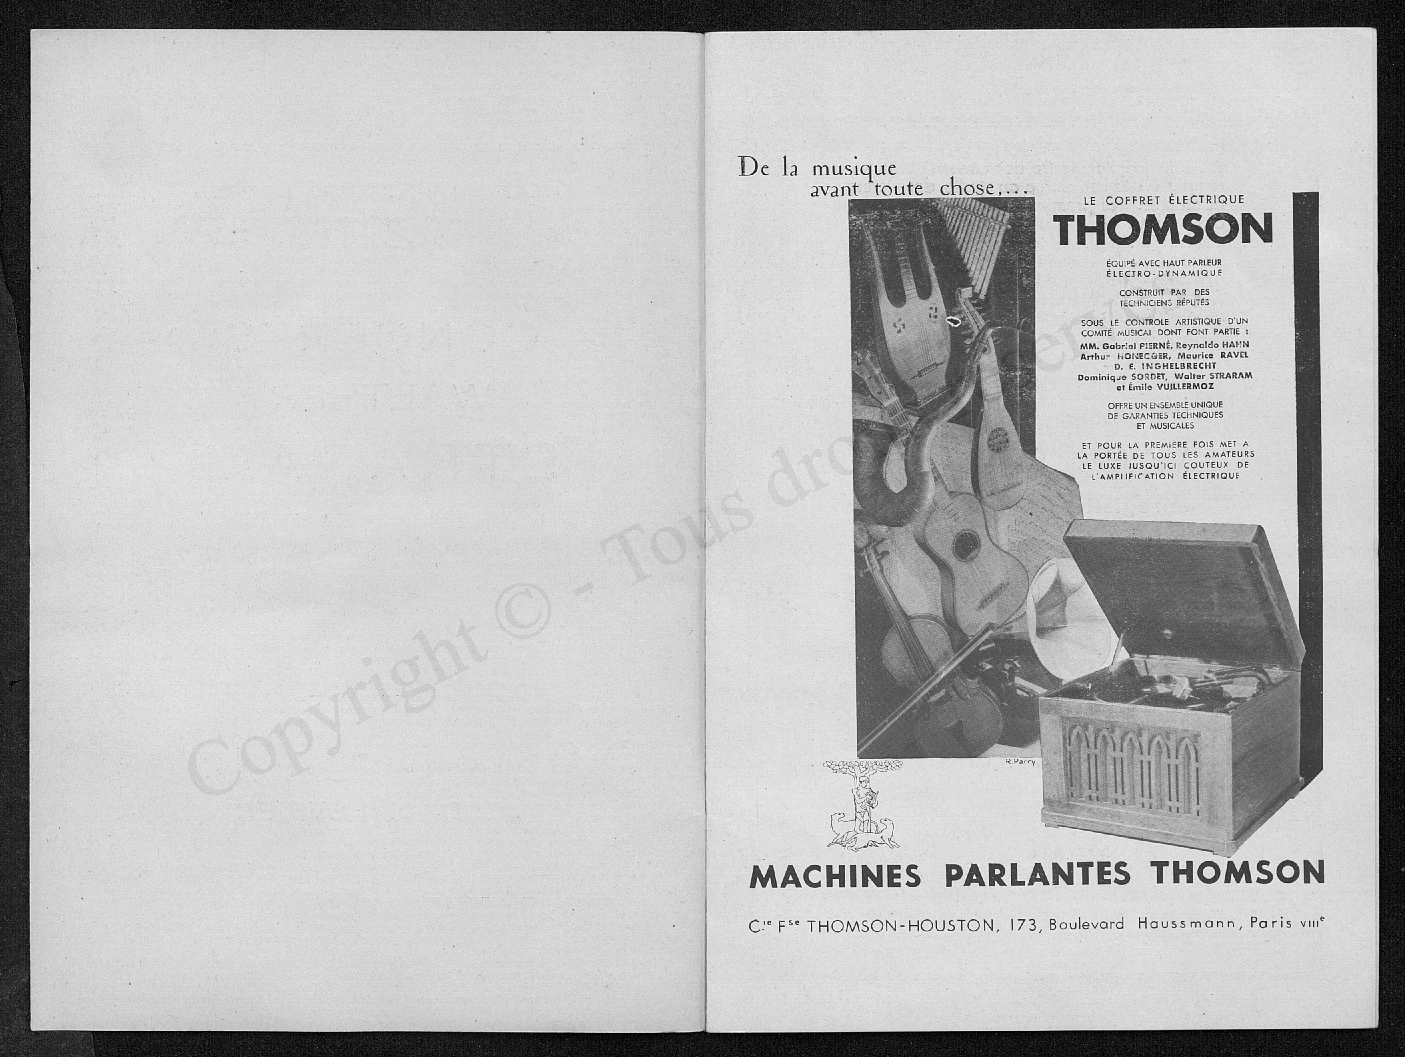 De la musique
avant toute chose....
LE COFFRET ÉLECTRIQUE
THOMSON
ÉQUIPÉ AVEC HAUT PARLEUR
ÉLECTRO-DYNAMIQUE
CONSTRUIT PAR DES
TECHNICIENS RÉPUTÉS
SOUS LE CONTROLE ARTISTIQUE D'UN
COMITÉ MUSICAL DONT FONT PARTIE :
MM. Gabriel PIERNÉ, Reynaldo HAHN
Arthur HONEGGER, Maurice RAVEL
D. E. INGHELBRECHT
Dominique SORDET, Walter STRARAM
et Émile VUILLERMOZ
OFFRE UN ENSEMBLE UNIQUE
DE GARANTIES TECHNIQUES
ET MUSICALES
ET POUR LA PREMIÈRE FOIS MET A
LA PORTÉE DE TOUS LES AMATEURS
LE LUXE JUSQU'ICI COUTEUX DE
L'AMPLIFICATION ÉLECTRIQUE
R. Parry
MACHINES PARLANTES THOMSON
Cie Fse THOMSON-HOUSTON, 173, Boulevard Haussmann, Paris VIIIe
Copyright © - Tous droi